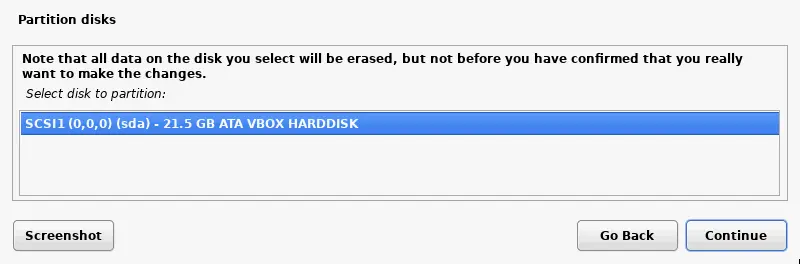 Partition disks
Note that all data on the disk you select will be erased, but not before you have confirmed that you really
want to make the changes.
Select disk to partition:
SCSI1 (0,0,0) (sda) - 21.5 GB ATA VBOX HARDDISK
Screenshot
Go Back
Continue